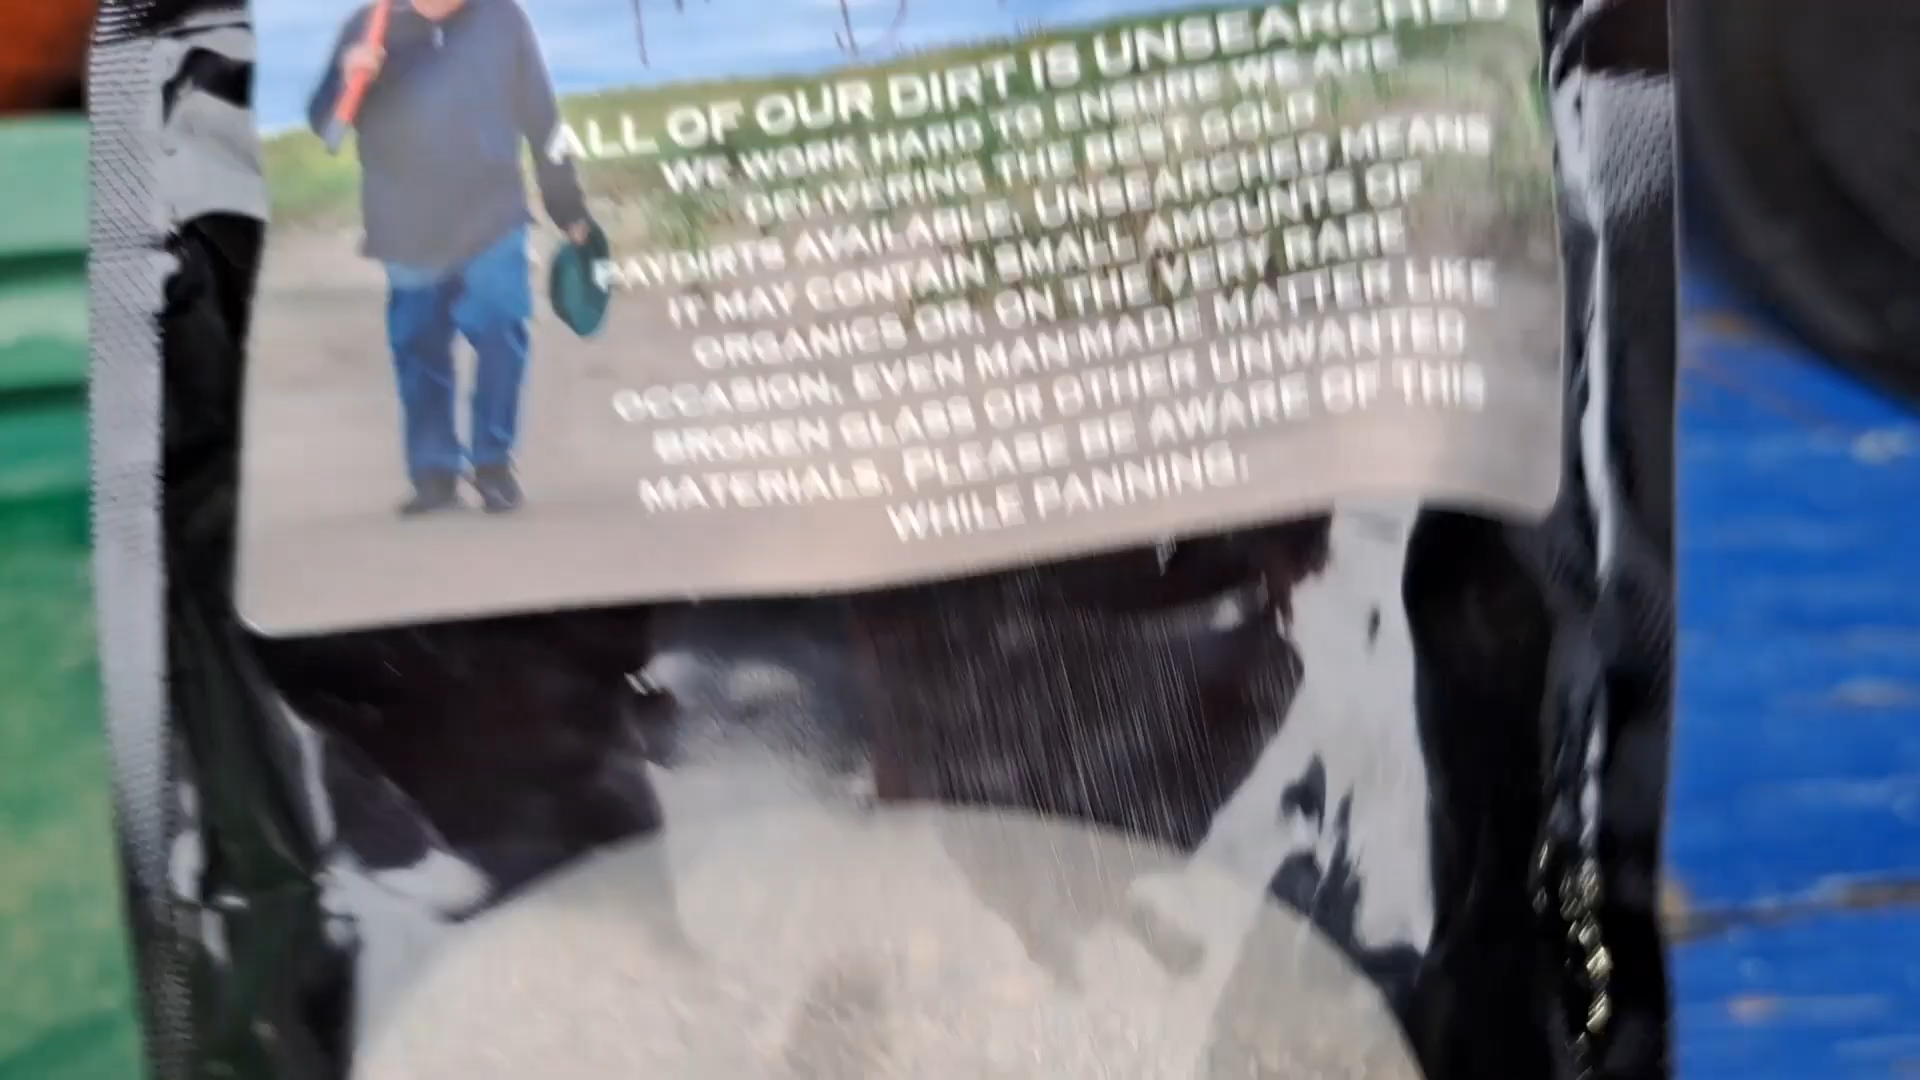 ALL OF OUR DIRT IS UNSEARCHED
WE WORK HARD TO ENSURE WE ARE
DELIVERING THE BEST GOLD
PAYDIRTS AVAILABLE. UNSEARCHED MEANS
IT MAY CONTAIN SMALL AMOUNTS OF
ORGANICS OR, ON THE VERY RARE
OCCASION, EVEN MAN-MADE MATTER LIKE
BROKEN GLASS OR OTHER UNWANTED
MATERIALS. PLEASE BE AWARE OF THIS
WHILE PANNING.